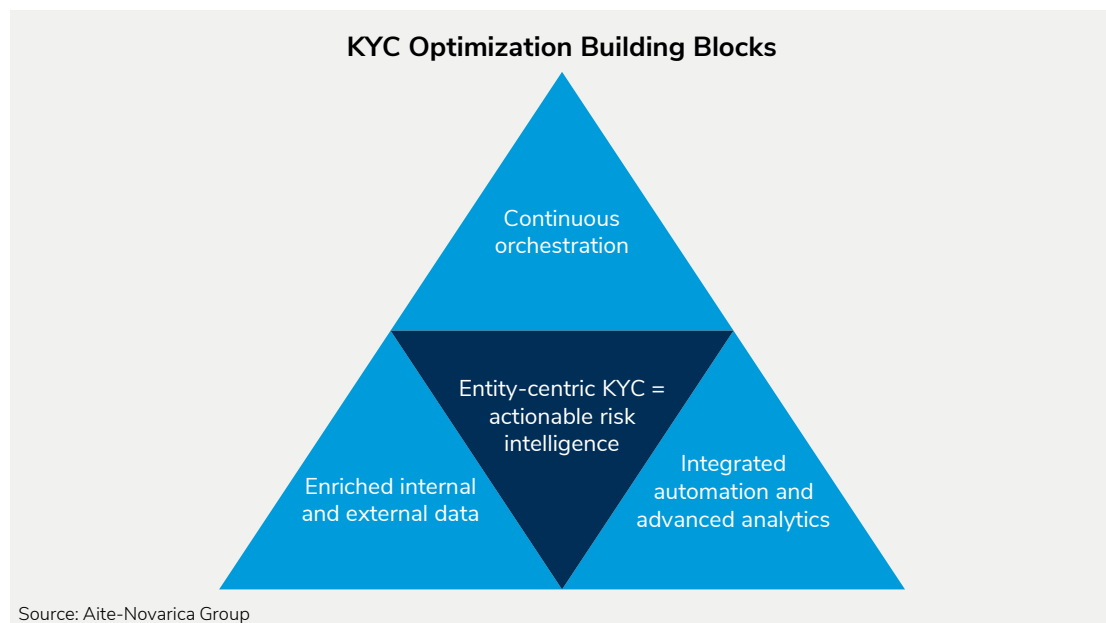 KYC Optimization Building Blocks
Continuous
orchestration
Entity-centric KYC =
actionable risk
intelligence
Enriched internal
and external data
Integrated
automation and
advanced analytics
Source: Aite-Novarica Group